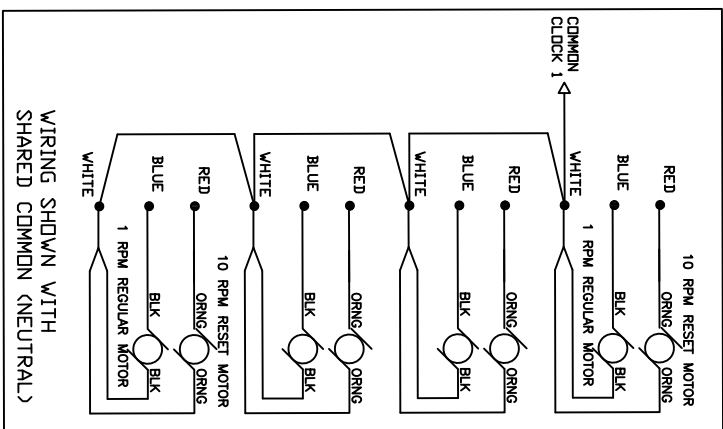 10 RPM RESET MOTOR
RED
ORNG
ORNG
BLUE
BLK
BLK
1 RPM REGULAR MOTOR
WHITE
COMMON
CLOCK 1
RED
ORNG
ORNG
BLUE
BLK
BLK
WHITE
RED
ORNG
ORNG
BLUE
BLK
BLK
WHITE
10 RPM RESET MOTOR
RED
ORNG
ORNG
BLUE
BLK
BLK
1 RPM REGULAR MOTOR
WHITE
WIRING SHOWN WITH
SHARED COMMON (NEUTRAL)